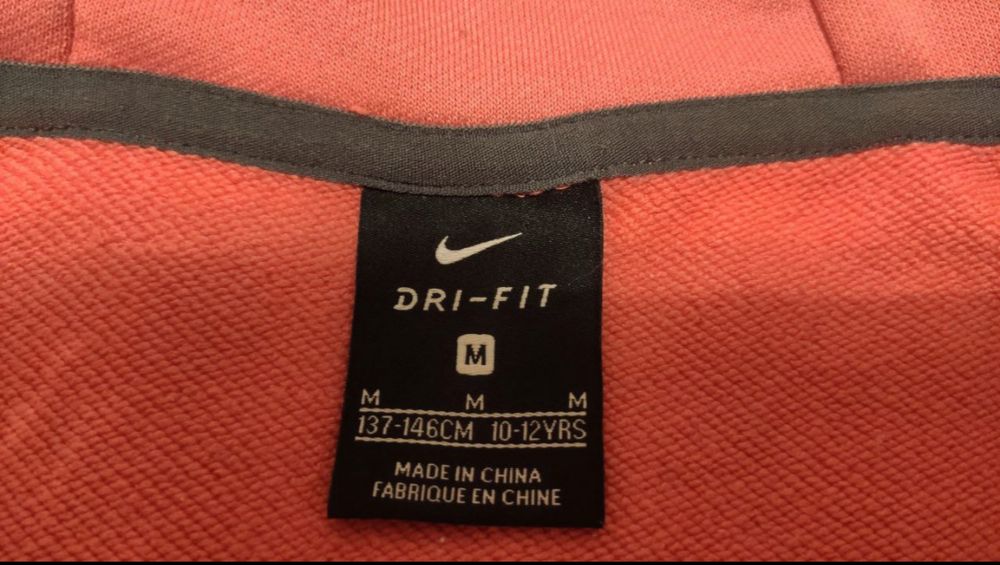 DRI-FIT
M
M M M
137-146CM 10-12YRS
MADE IN CHINA
FABRIQUE EN CHINE